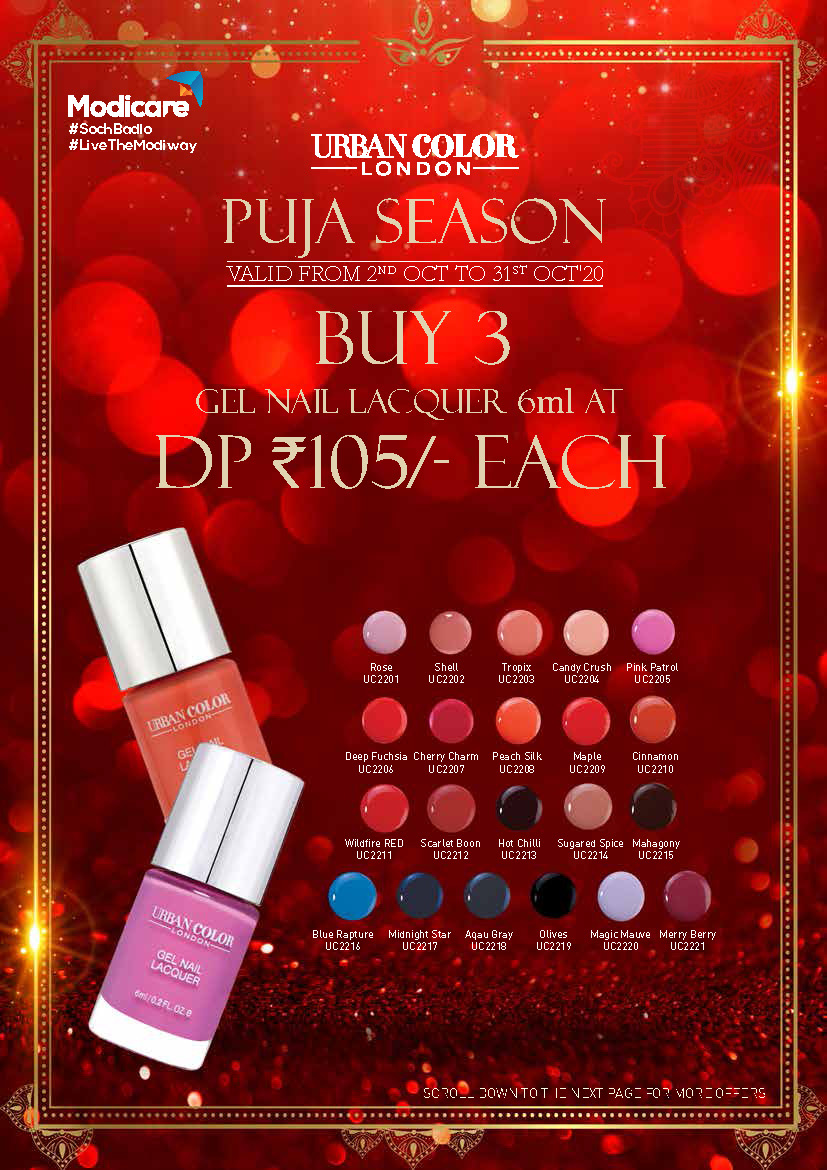 Modicare
#SochBadlo
#LiveTheModiway
URBAN COLOR
LONDON
PUJA SEASON
VALID FROM 2ND OCT TO 31ST OCT'20
BUY 3
GEL NAIL LACQUER 6ml AT
DP ₹105/- EACH
URBAN COLOR
LONDON
GEL NAIL
Rose Shell Tropix Candy Crush Pink Patrol
UC2201 UC2202 UC2203 UC2204 UC2205
Deep Fuchsia Cherry Charm Peach Silk Maple Cinnamon
UC2206 UC2207 UC2208 UC2209 UC2210
Wildfire RED Scarlet Boon Hot Chilli Sugared Spice Mahagony
UC2211 UC2212 UC2213 UC2214 UC2215
Blue Rapture Midnight Star Aqau Gray Olives Magic Mauve Merry Berry
UC2216 UC2217 UC2218 UC2219 UC2220 UC2221
URBAN COLOR
LONDON
GEL NAIL
LACQUER
6ml/0.2 FL.OZ.e
SCROLL DOWN TO THE NEXT PAGE FOR MORE OFFERS